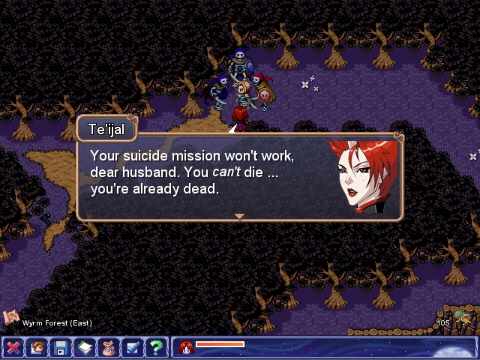 Te'ijal
Your suicide mission won't work,
dear husband. You can't die ...
you're already dead.
Wyrm Forest (East)
105